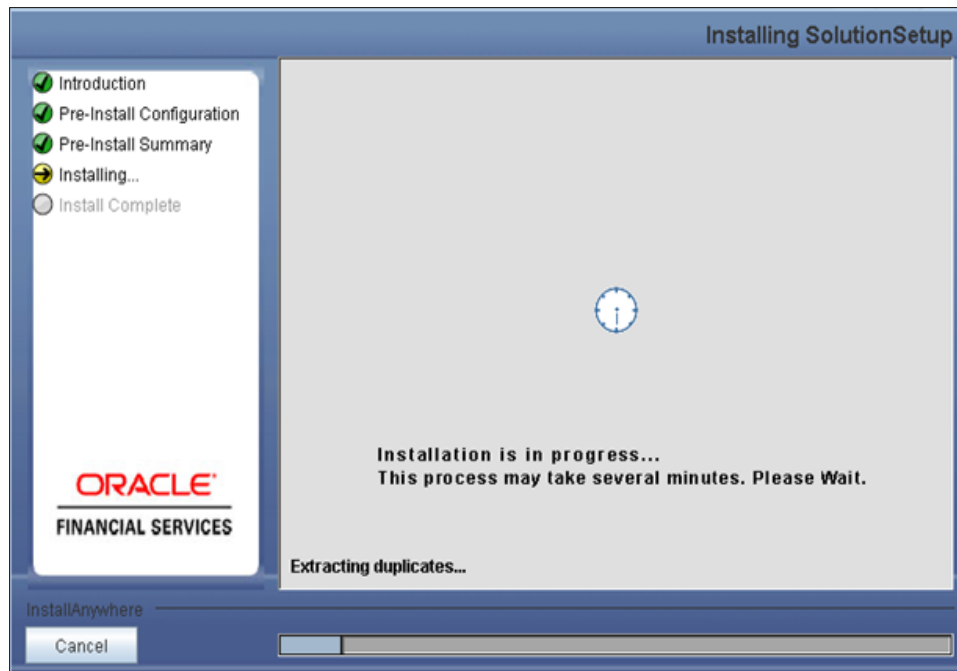 Installing SolutionSetup
Introduction
Pre-Install Configuration
Pre-Install Summary
Installing...
Install Complete
ORACLE
FINANCIAL SERVICES
Installation is in progress...
This process may take several minutes. Please Wait.
Extracting duplicates...
InstallAnywhere
Cancel